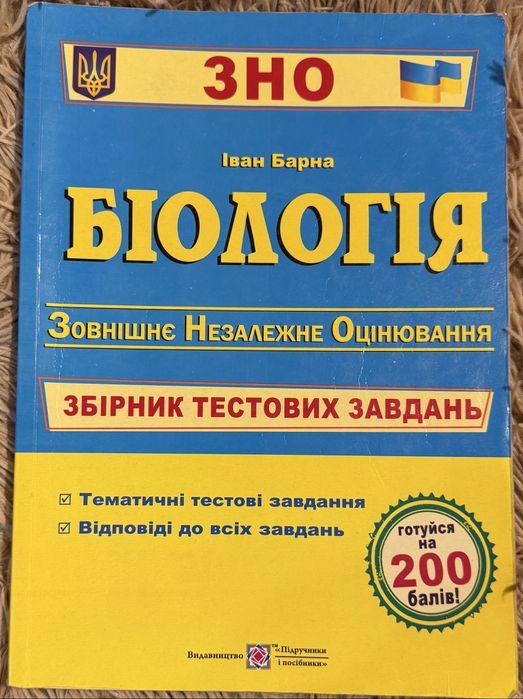 ЗНО
Іван Барна
БІОЛОГІЯ
Зовнішнє Незалежне Оцінювання
ЗБІРНИК ТЕСТОВИХ ЗАВДАНЬ
☑ Тематичні тестові завдання
☑ Відповіді до всіх завдань
готуйся
на
200
балів!
Видавництво ™ «Підручники
і посібники»